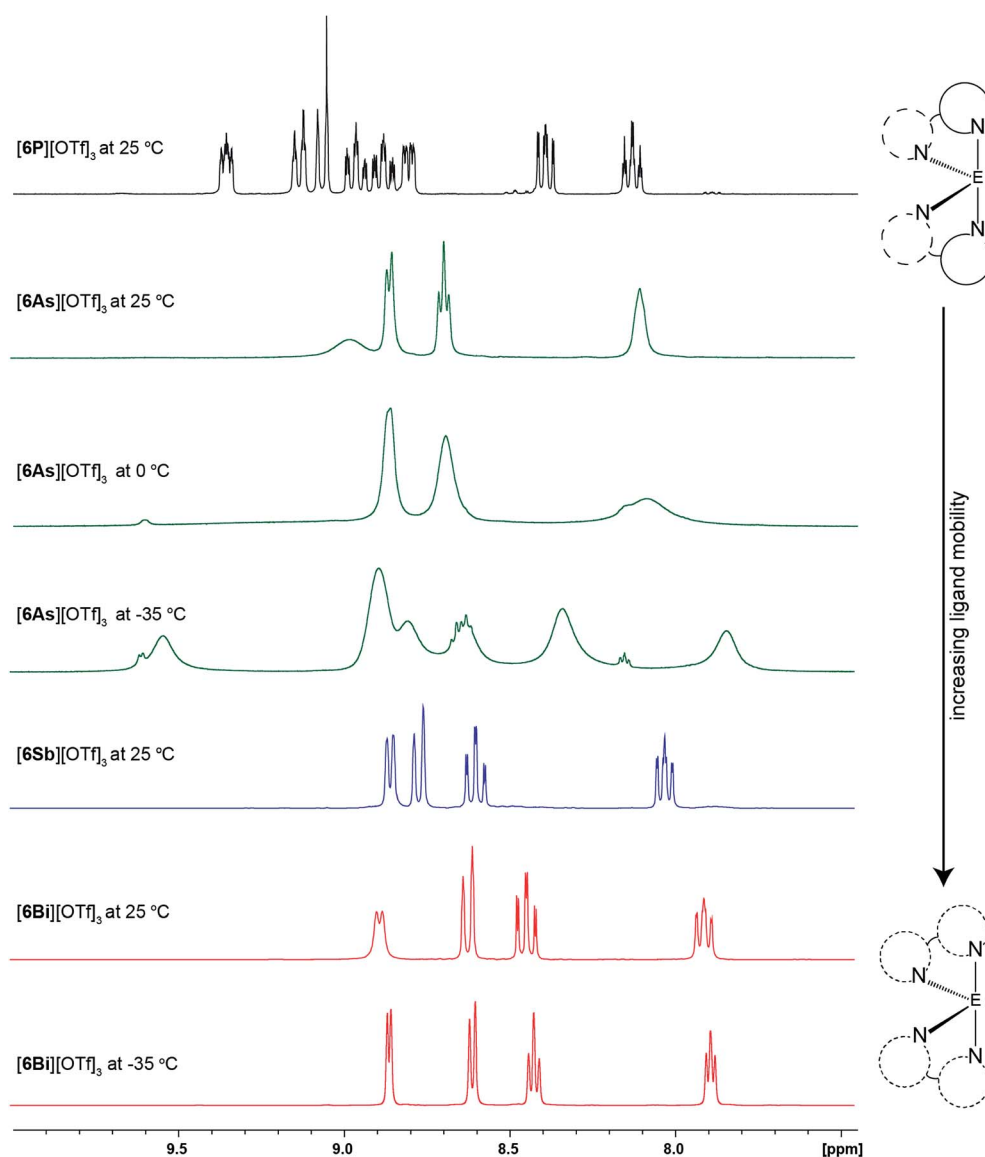 [6P][OTf]₃ at 25 °C
N
N
E
N
N
[6As][OTf]₃ at 25 °C
[6As][OTf]₃ at 0 °C
[6As][OTf]₃ at -35 °C
increasing ligand mobility
[6Sb][OTf]₃ at 25 °C
[6Bi][OTf]₃ at 25 °C
N
N
E
N
N
[6Bi][OTf]₃ at -35 °C
9.5 9.0 8.5 8.0 [ppm]